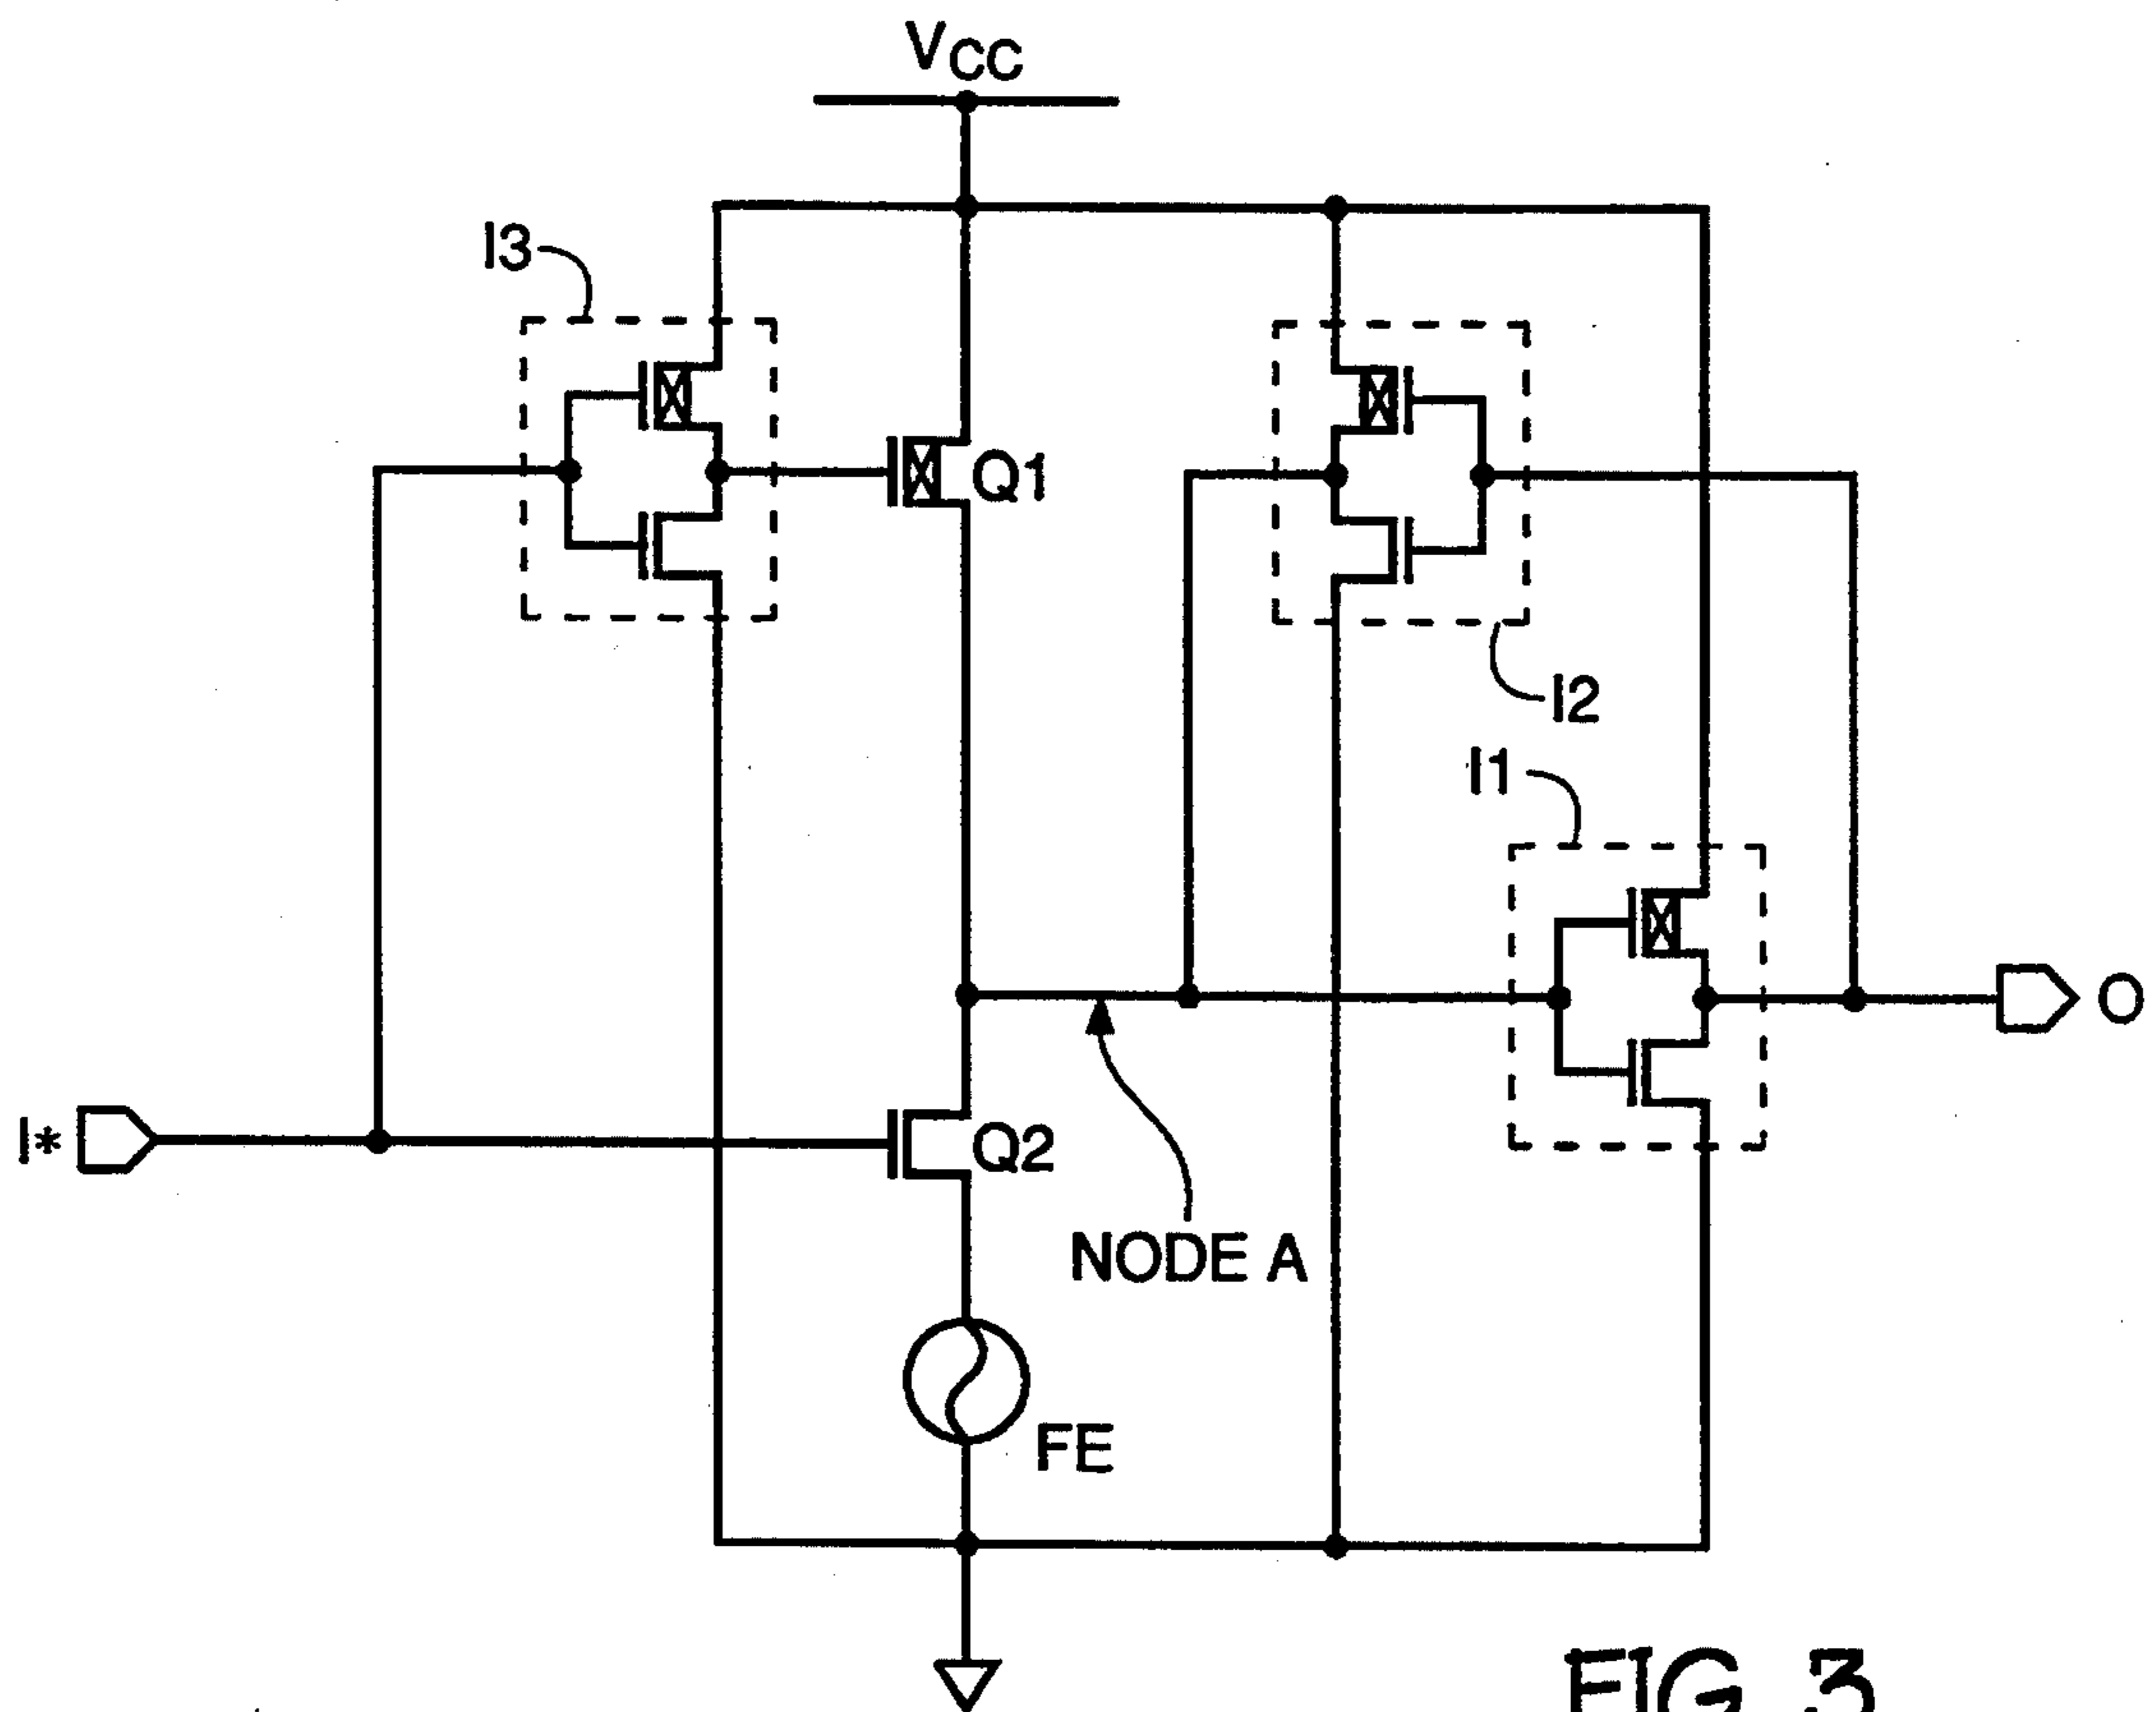 VCC
I3
Q1
I2
I1
O
I*
Q2
NODE A
FE
FIG. 3